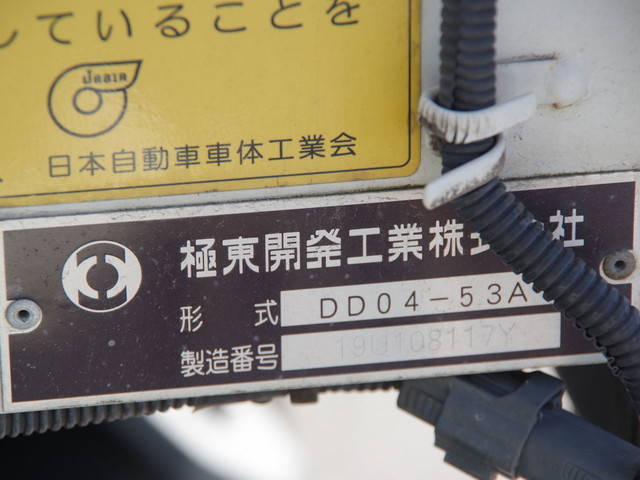 していることを
JABIA
日本自動車車体工業会
極東開発工業株式会社
形式 DD04-53A
製造番号 19U108117Y